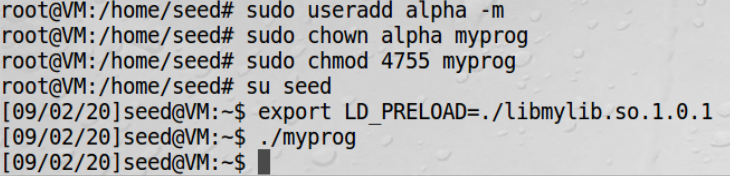 root@VM:/home/seed# sudo useradd alpha -m
root@VM:/home/seed# sudo chown alpha myprog
root@VM:/home/seed# sudo chmod 4755 myprog
root@VM:/home/seed# su seed
[09/02/20]seed@VM:~$ export LD_PRELOAD=./libmylib.so.1.0.1
[09/02/20]seed@VM:~$ ./myprog
[09/02/20]seed@VM:~$